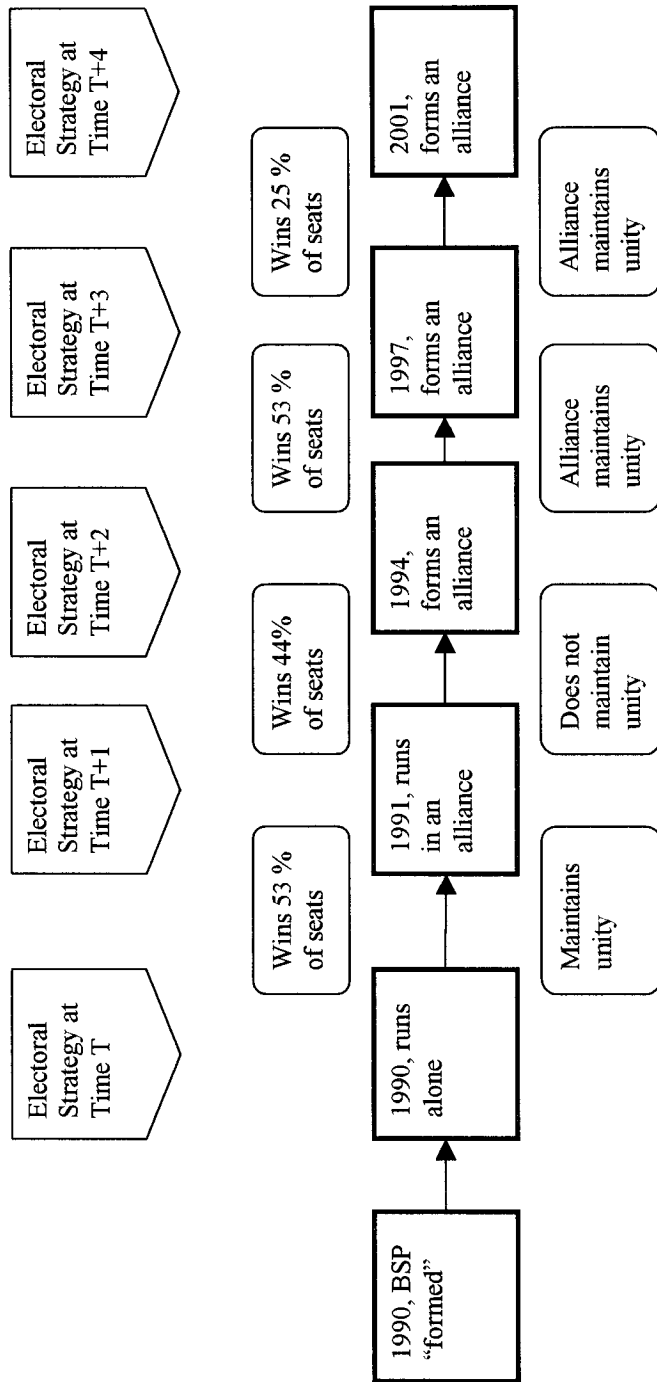 Electoral
Strategy at
Time T
Electoral
Strategy at
Time T+1
Electoral
Strategy at
Time T+2
Electoral
Strategy at
Time T+3
Electoral
Strategy at
Time T+4
Wins 53 %
of seats
Wins 44%
of seats
Wins 53 %
of seats
Wins 25 %
of seats
1990, BSP
“formed”
1990, runs
alone
1991, runs
in an
alliance
1994,
forms an
alliance
1997,
forms an
alliance
2001,
forms an
alliance
Maintains
unity
Does not
maintain
unity
Alliance
maintains
unity
Alliance
maintains
unity